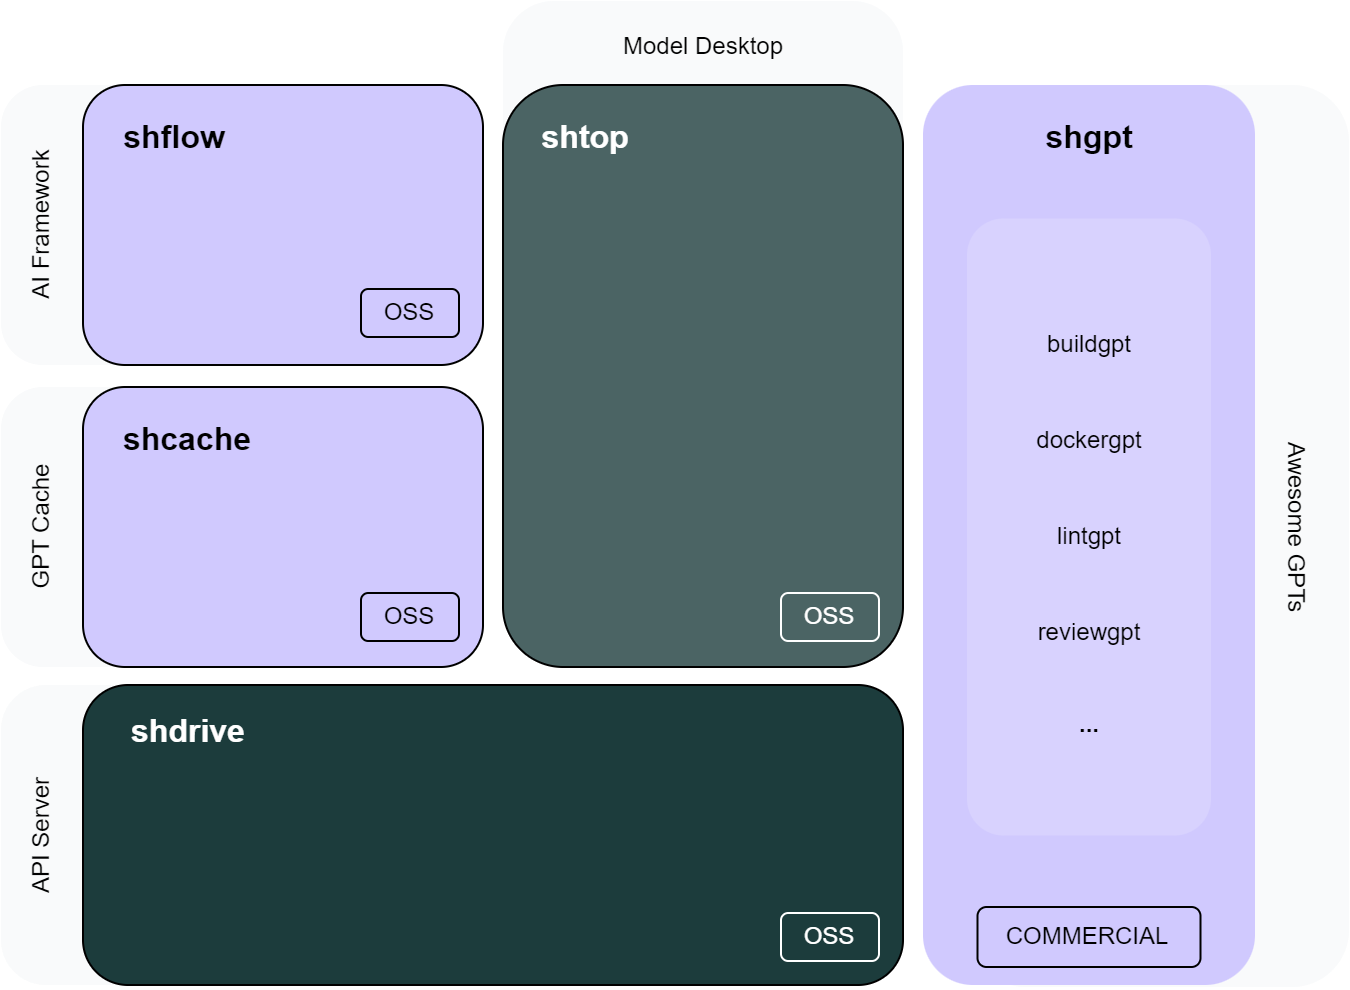 Model Desktop
AI Framework
shflow
OSS
shtop
OSS
shgpt
buildgpt
dockergpt
lintgpt
reviewgpt
...
COMMERCIAL
Awesome GPTs
GPT Cache
shcache
OSS
API Server
shdrive
OSS